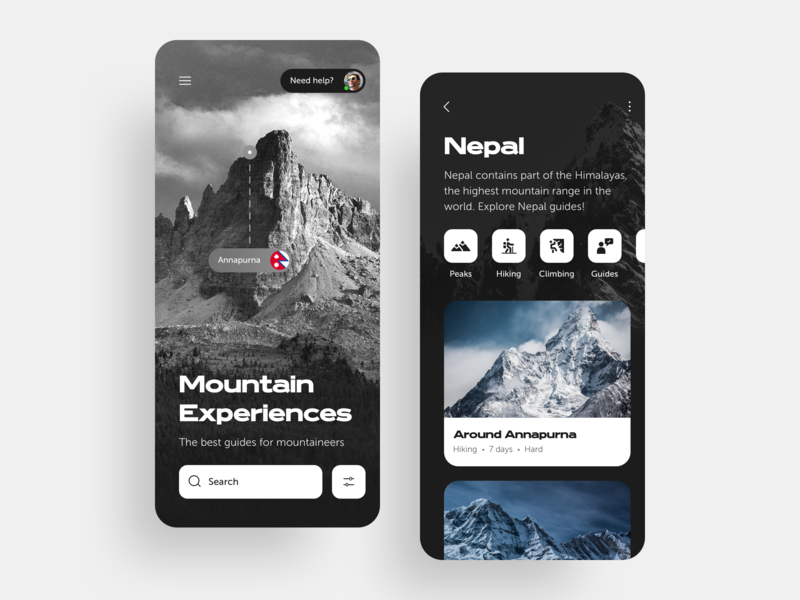 Need help?
Annapurna
Mountain
Experiences
The best guides for mountaineers
Search
Nepal
Nepal contains part of the Himalayas,
the highest mountain range in the
world. Explore Nepal guides!
Peaks
Hiking
Climbing
Guides
Around Annapurna
Hiking • 7 days • Hard